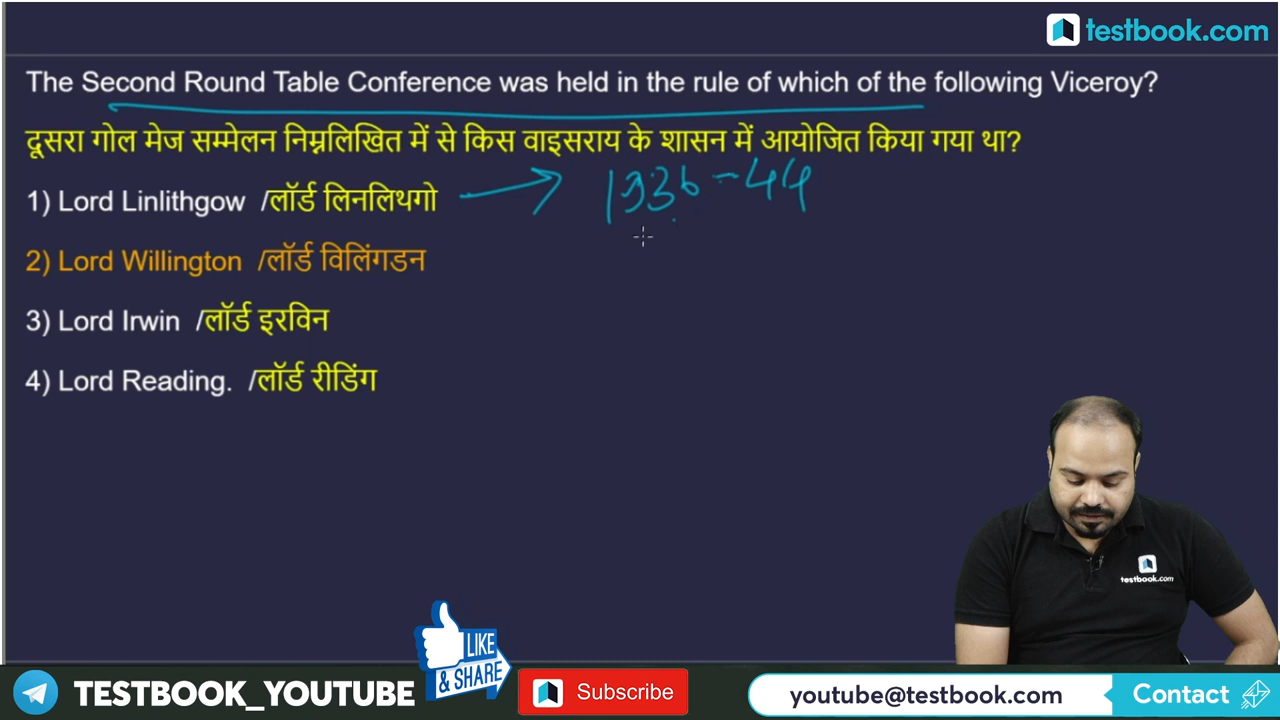 testbook.com
The Second Round Table Conference was held in the rule of which of the following Viceroy?
दूसरा गोल मेज सम्मेलन निम्नलिखित में से किस वाइसराय के शासन में आयोजित किया गया था?
1) Lord Linlithgow /लॉर्ड लिनलिथगो
1936-44
2) Lord Willington /लॉर्ड विलिंगडन
3) Lord Irwin /लॉर्ड इरविन
4) Lord Reading. /लॉर्ड रीडिंग
testbook.com
LIKE
& SHARE
TESTBOOK_YOUTUBE
Subscribe
youtube@testbook.com
Contact